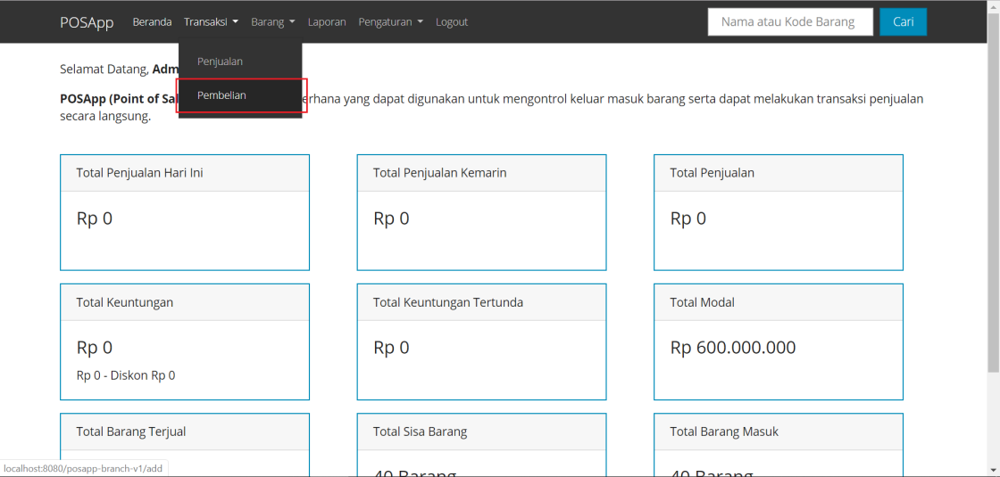 POSApp Beranda Transaksi Barang Laporan Pengaturan Logout Nama atau Kode Barang Cari
Penjualan
Pembelian
Selamat Datang, Adm
POSApp (Point of Sal erhana yang dapat digunakan untuk mengontrol keluar masuk barang serta dapat melakukan transaksi penjualan
secara langsung.
Total Penjualan Hari Ini
Rp 0
Total Penjualan Kemarin
Rp 0
Total Penjualan
Rp 0
Total Keuntungan
Rp 0
Rp 0 - Diskon Rp 0
Total Keuntungan Tertunda
Rp 0
Total Modal
Rp 600.000.000
Total Barang Terjual
Total Sisa Barang
40 Barang
Total Barang Masuk
40 Barang
localhost:8080/posapp-branch-v1/add